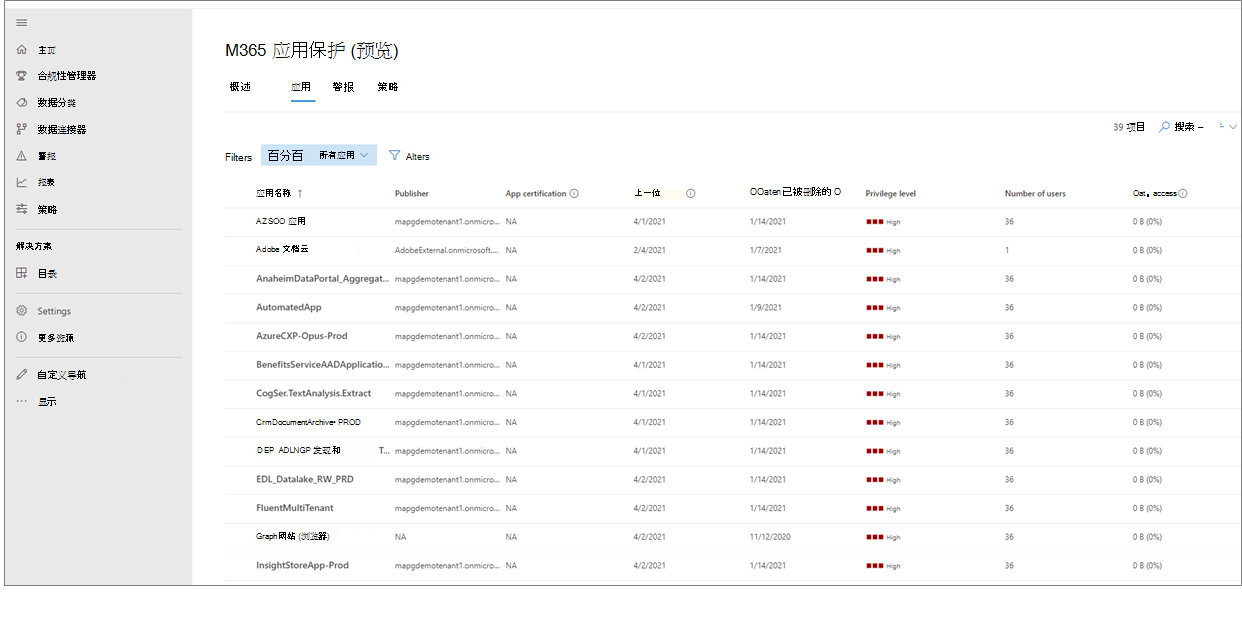 主页
合规性管理器
数据分类
数据连接器
警报
报表
策略
解决方案
目录
Settings
更多资源
自定义导航
显示
M365 应用保护 (预览)
概述 应用 警报 策略
39 项目 搜索 –
Filters 百分百 所有应用 Alters
应用名称 ↑ Publisher App certification 上一位 OOaten 已被删除的 O Privilege level Number of users Oat, access
AZSOO 应用 mapgdemotenant1.onmicro... NA 4/1/2021 1/14/2021 High 36 0 B (0%)
Adobe 文档云 AdobeExternal.onmicrosoft.... NA 2/4/2021 1/7/2021 High 1 0 B (0%)
AnaheimDataPortal_Aggregat... mapgdemotenant1.onmicro... NA 4/2/2021 1/14/2021 High 36 0 B (0%)
AutomatedApp mapgdemotenant1.onmicro... NA 4/2/2021 1/9/2021 High 36 0 B (0%)
AzureCXP-Opus-Prod mapgdemotenant1.onmicro... NA 4/2/2021 1/14/2021 High 36 0 B (0%)
BenefitsServiceAADApplicatio... mapgdemotenant1.onmicro... NA 4/1/2021 1/14/2021 High 36 0 B (0%)
CogSer.TextAnalysis.Extract mapgdemotenant1.onmicro... NA 4/1/2021 1/14/2021 High 36 0 B (0%)
CrmDocumentArchive• PROD mapgdemotenant1.onmicro... NA 4/1/2021 1/14/2021 High 36 0 B (0%)
DEP ADLNGP 发现和 T... mapgdemotenant1.onmicro... NA 4/1/2021 1/14/2021 High 36 0 B (0%)
EDL_Datalake_RW_PRD mapgdemotenant1.onmicro... NA 4/2/2021 1/14/2021 High 36 0 B (0%)
FluentMultiTenant mapgdemotenant1.onmicro... NA 4/2/2021 1/14/2021 High 36 0 B (0%)
Graph 网站 (浏览器) NA NA 4/2/2021 11/12/2020 High 36 0 B (0%)
InsightStoreApp-Prod mapgdemotenant1.onmicro... NA 4/2/2021 1/14/2021 High 36 0 B (0%)